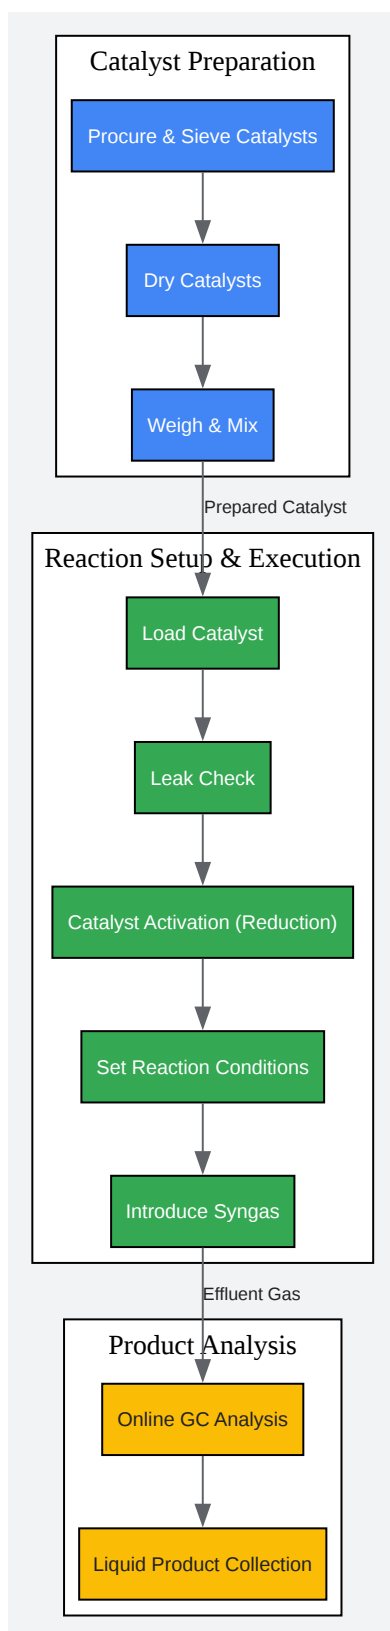 Catalyst Preparation
Procure & Sieve Catalysts
Dry Catalysts
Weigh & Mix
Prepared Catalyst
Reaction Setup & Execution
Load Catalyst
Leak Check
Catalyst Activation (Reduction)
Set Reaction Conditions
Introduce Syngas
Effluent Gas
Product Analysis
Online GC Analysis
Liquid Product Collection